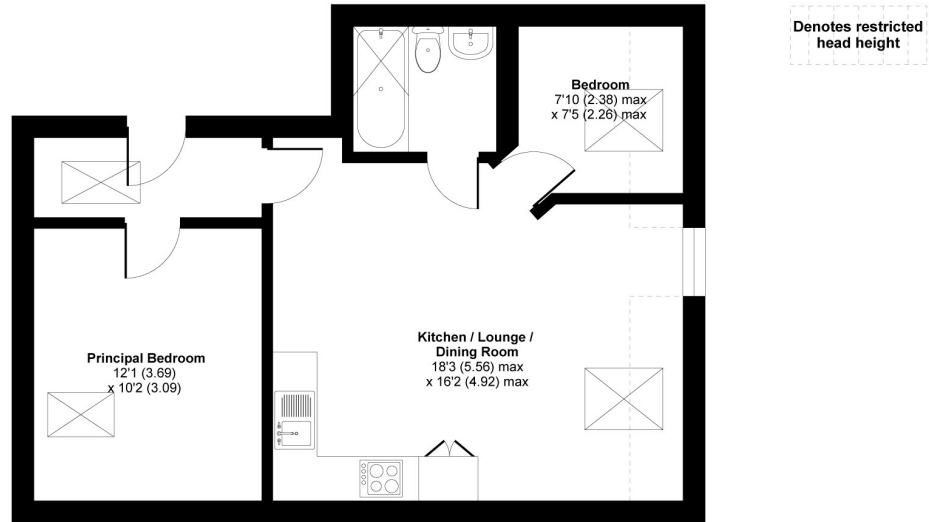 Denotes restricted
head height
Bedroom
7'10 (2.38) max
x 7'5 (2.26) max
Kitchen / Lounge /
Dining Room
18'3 (5.56) max
x 16'2 (4.92) max
Principal Bedroom
12'1 (3.69)
x 10'2 (3.09)